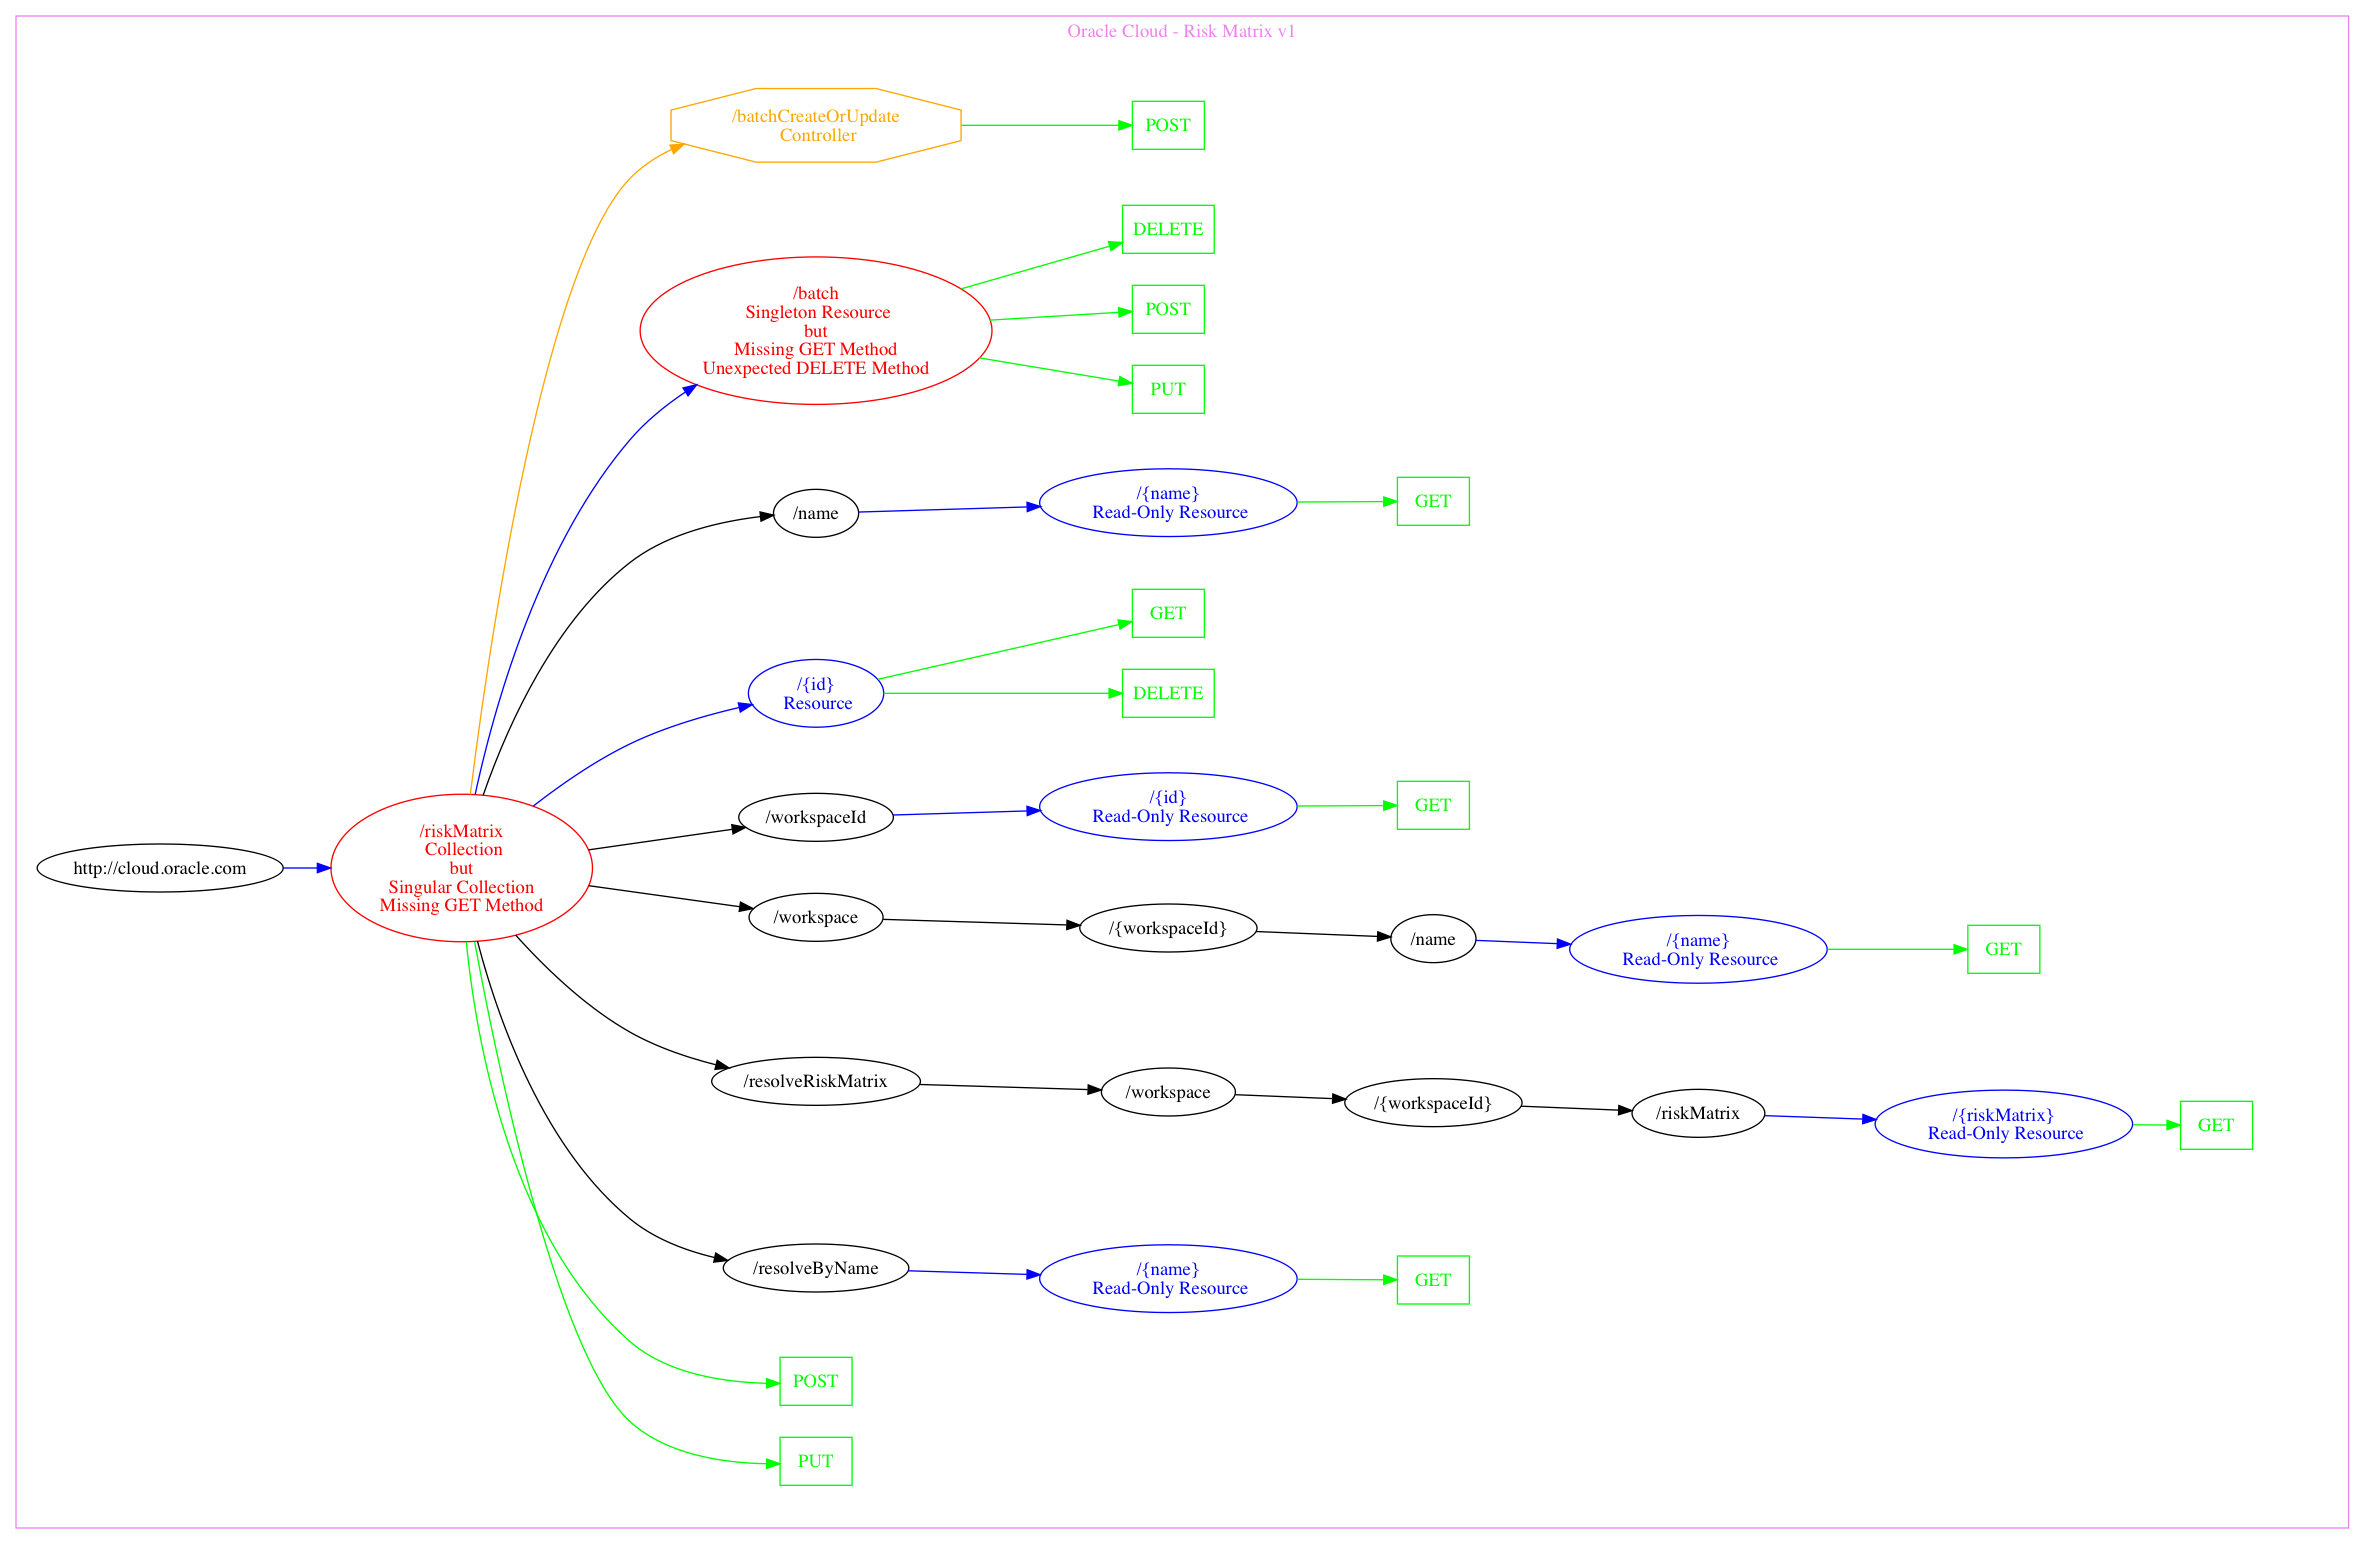 Oracle Cloud - Risk Matrix v1
/batchCreateOrUpdate
Controller
POST
DELETE
/batch
Singleton Resource
but
Missing GET Method
Unexpected DELETE Method
POST
PUT
/name
/{name}
Read-Only Resource
GET
GET
/{id}
Resource
DELETE
/workspaceId
/{id}
Read-Only Resource
GET
http://cloud.oracle.com
/riskMatrix
Collection
but
Singular Collection
Missing GET Method
/workspace
/{workspaceId}
/name
/{name}
Read-Only Resource
GET
/resolveRiskMatrix
/workspace
/{workspaceId}
/riskMatrix
/{riskMatrix}
Read-Only Resource
GET
/resolveByName
/{name}
Read-Only Resource
GET
POST
PUT